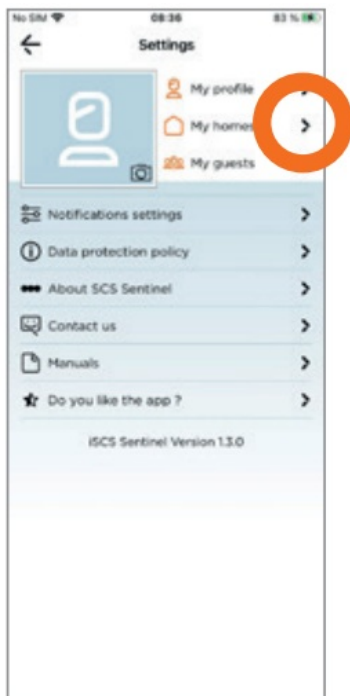 No SIM 08:36 83 %
Settings
My profile
My homes
My guests
Notifications settings
Data protection policy
About SCS Sentinel
Contact us
Manuals
Do you like the app ?
iSCS Sentinel Version 1.3.0